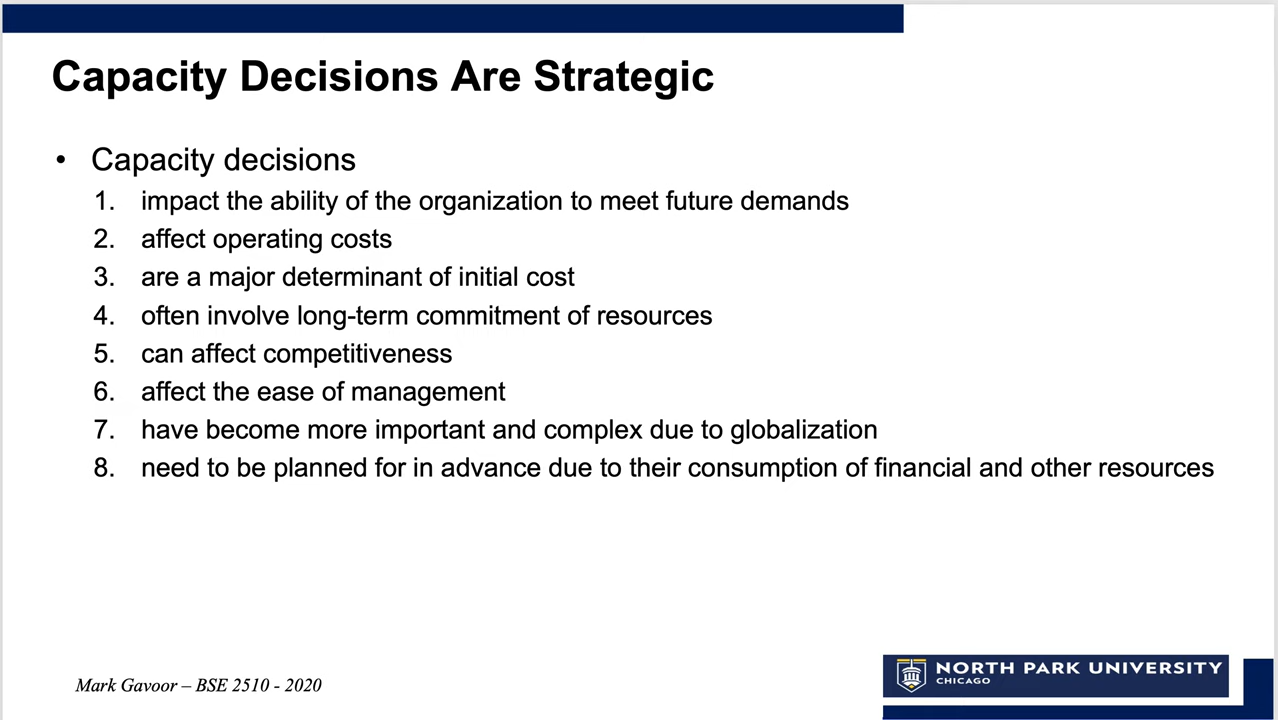 Capacity Decisions Are Strategic
• Capacity decisions
1. impact the ability of the organization to meet future demands
2. affect operating costs
3. are a major determinant of initial cost
4. often involve long-term commitment of resources
5. can affect competitiveness
6. affect the ease of management
7. have become more important and complex due to globalization
8. need to be planned for in advance due to their consumption of financial and other resources
Mark Gavoor – BSE 2510 - 2020
NORTH PARK UNIVERSITY
CHICAGO